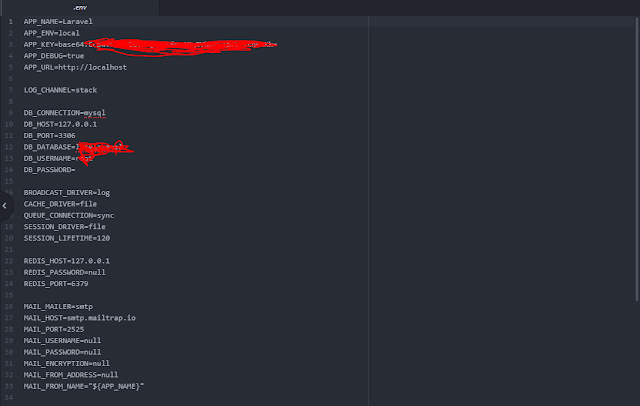 .env
1 APP_NAME=Laravel
2 APP_ENV=local
3 APP_KEY=base64:
4 APP_DEBUG=true
5 APP_URL=http://localhost
6
7 LOG_CHANNEL=stack
8
9 DB_CONNECTION=mysql
10 DB_HOST=127.0.0.1
11 DB_PORT=3306
12 DB_DATABASE=
13 DB_USERNAME=root
14 DB_PASSWORD=
15
16 BROADCAST_DRIVER=log
CACHE_DRIVER=file
QUEUE_CONNECTION=sync
19 SESSION_DRIVER=file
20 SESSION_LIFETIME=120
21
22 REDIS_HOST=127.0.0.1
23 REDIS_PASSWORD=null
24 REDIS_PORT=6379
25
26 MAIL_MAILER=smtp
27 MAIL_HOST=smtp.mailtrap.io
28 MAIL_PORT=2525
29 MAIL_USERNAME=null
30 MAIL_PASSWORD=null
31 MAIL_ENCRYPTION=null
32 MAIL_FROM_ADDRESS=null
33 MAIL_FROM_NAME="${APP_NAME}"
34